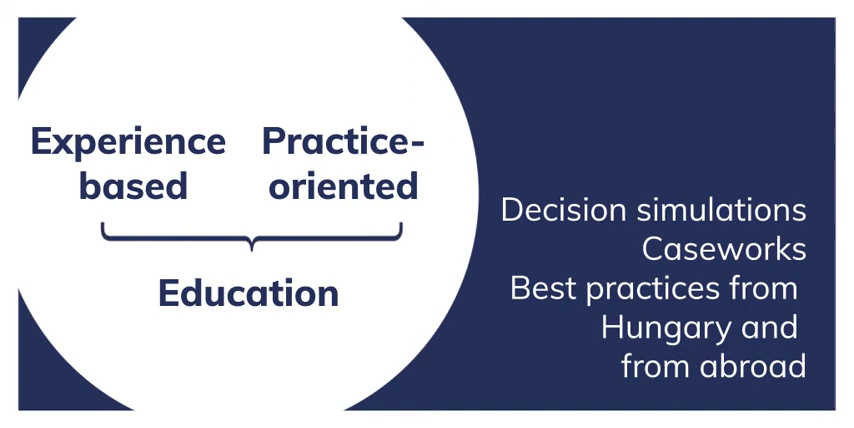 Experience based
Practice-oriented
Education
Decision simulations
Caseworks
Best practices from
Hungary and
from abroad